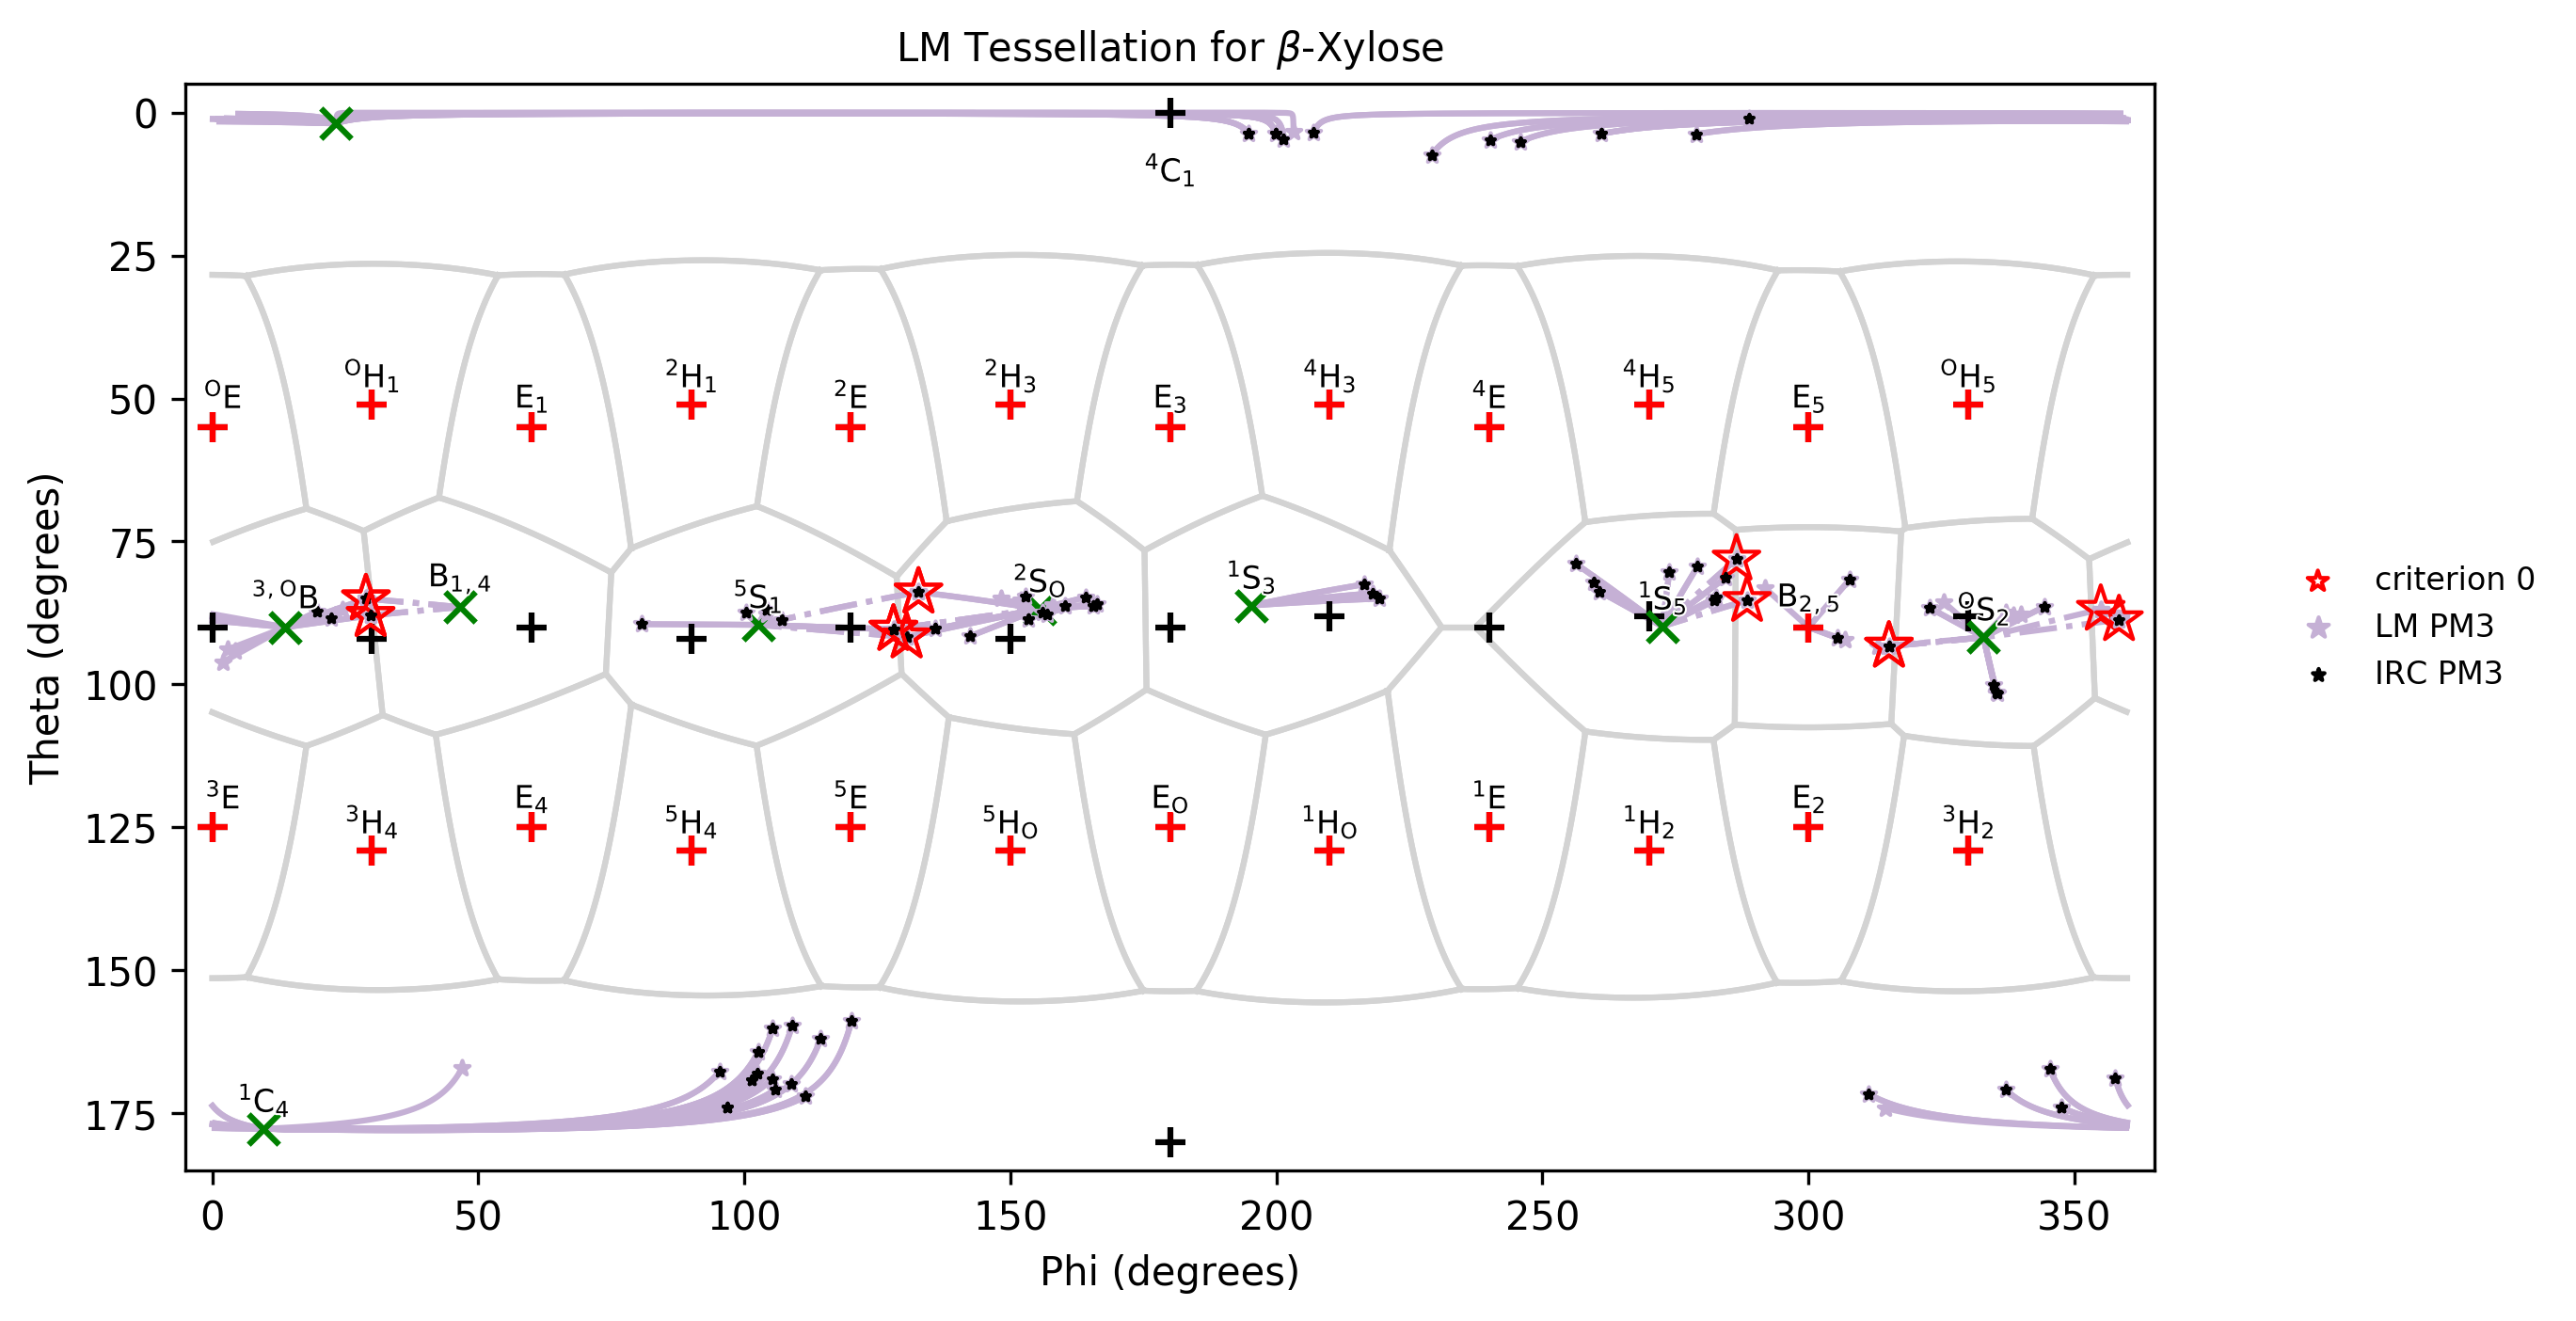 LM Tessellation for β-Xylose
0
⁴C₁
25
ᴼH₁ ²H₁ ²H₃ ⁴H₃ ⁴H₅ ᴼH₅
50 ᴼE E₁ ²E E₃ ⁴E E₅
75
³,ᴼB B₁,₄ ⁵S₁ ²Sₒ ¹S₃ ¹S₅ B₂,₅ ᴼS₂
100
³E E₄ ⁵E Eₒ ¹E E₂
125 ³H₄ ⁵H₄ ⁵Hₒ ¹Hₒ ¹H₂ ³H₂
150
175 ¹C₄
Theta (degrees)
0 50 100 150 200 250 300 350
Phi (degrees)
criterion 0
LM PM3
IRC PM3